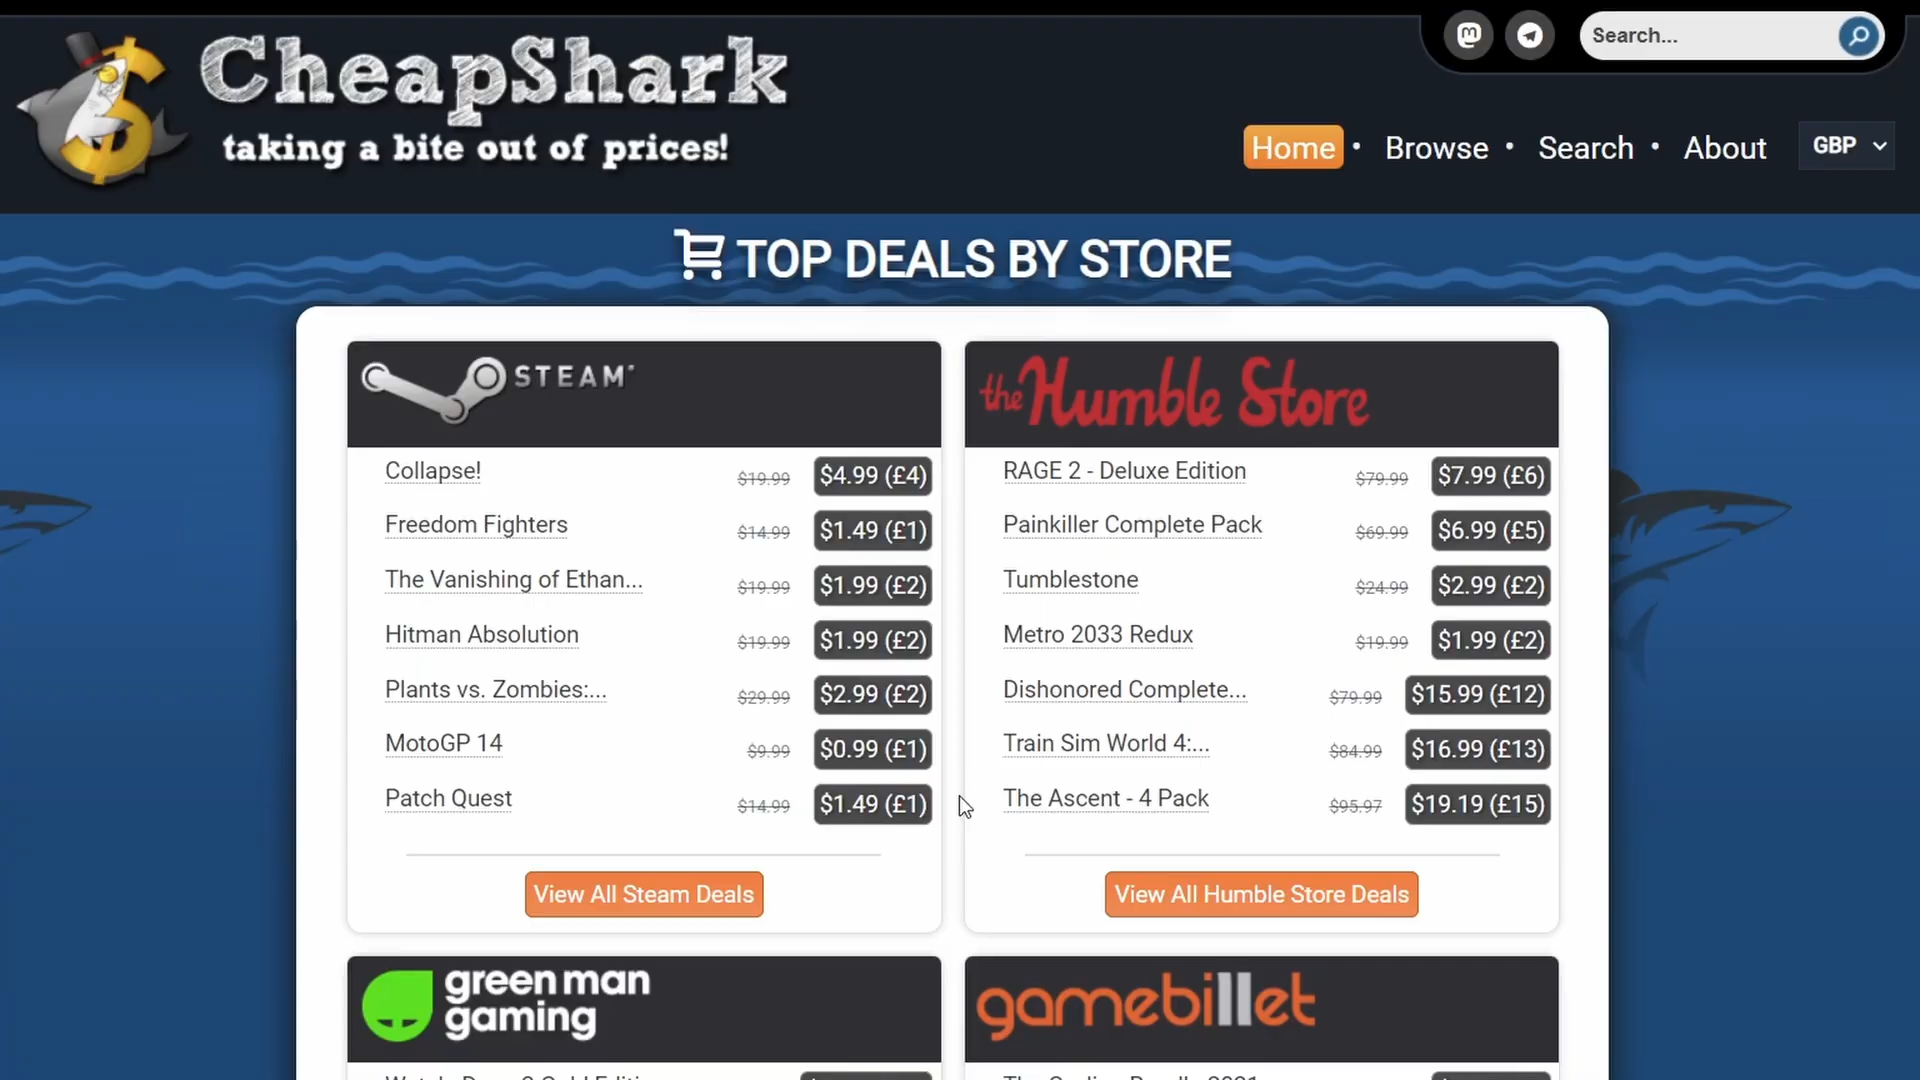 CheapShark
taking a bite out of prices!
Search...
Home • Browse • Search • About GBP
TOP DEALS BY STORE
STEAM
Collapse! $19.99 $4.99 (£4)
Freedom Fighters $14.99 $1.49 (£1)
The Vanishing of Ethan... $19.99 $1.99 (£2)
Hitman Absolution $19.99 $1.99 (£2)
Plants vs. Zombies:... $29.99 $2.99 (£2)
MotoGP 14 $9.99 $0.99 (£1)
Patch Quest $14.99 $1.49 (£1)
View All Steam Deals
the Humble Store
RAGE 2 - Deluxe Edition $79.99 $7.99 (£6)
Painkiller Complete Pack $69.99 $6.99 (£5)
Tumblestone $24.99 $2.99 (£2)
Metro 2033 Redux $19.99 $1.99 (£2)
Dishonored Complete... $79.99 $15.99 (£12)
Train Sim World 4:... $84.99 $16.99 (£13)
The Ascent - 4 Pack $95.97 $19.19 (£15)
View All Humble Store Deals
green man
gaming
gamebillet